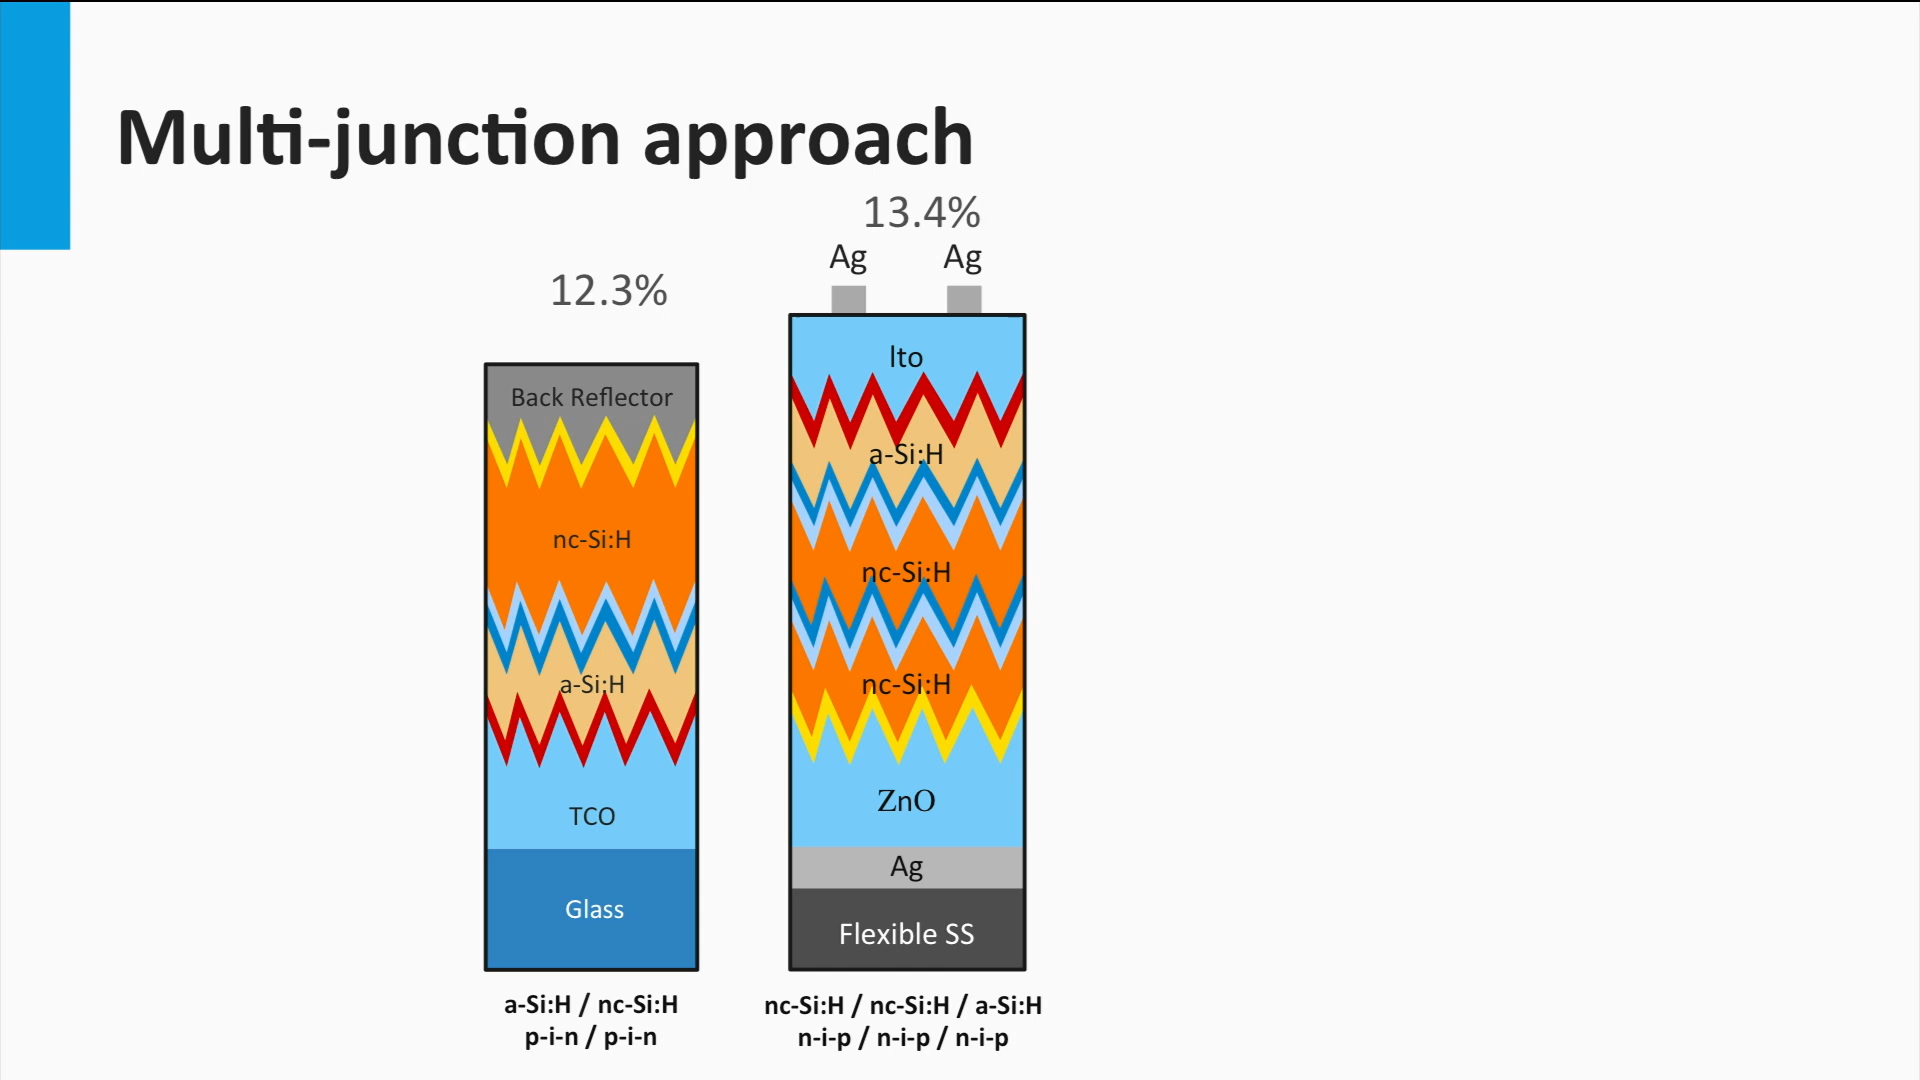 Multi-junction approach
12.3%
Back Reflector
nc-Si:H
a-Si:H
TCO
Glass
a-Si:H / nc-Si:H
p-i-n / p-i-n
13.4%
Ag Ag
Ito
a-Si:H
nc-Si:H
nc-Si:H
ZnO
Ag
Flexible SS
nc-Si:H / nc-Si:H / a-Si:H
n-i-p / n-i-p / n-i-p